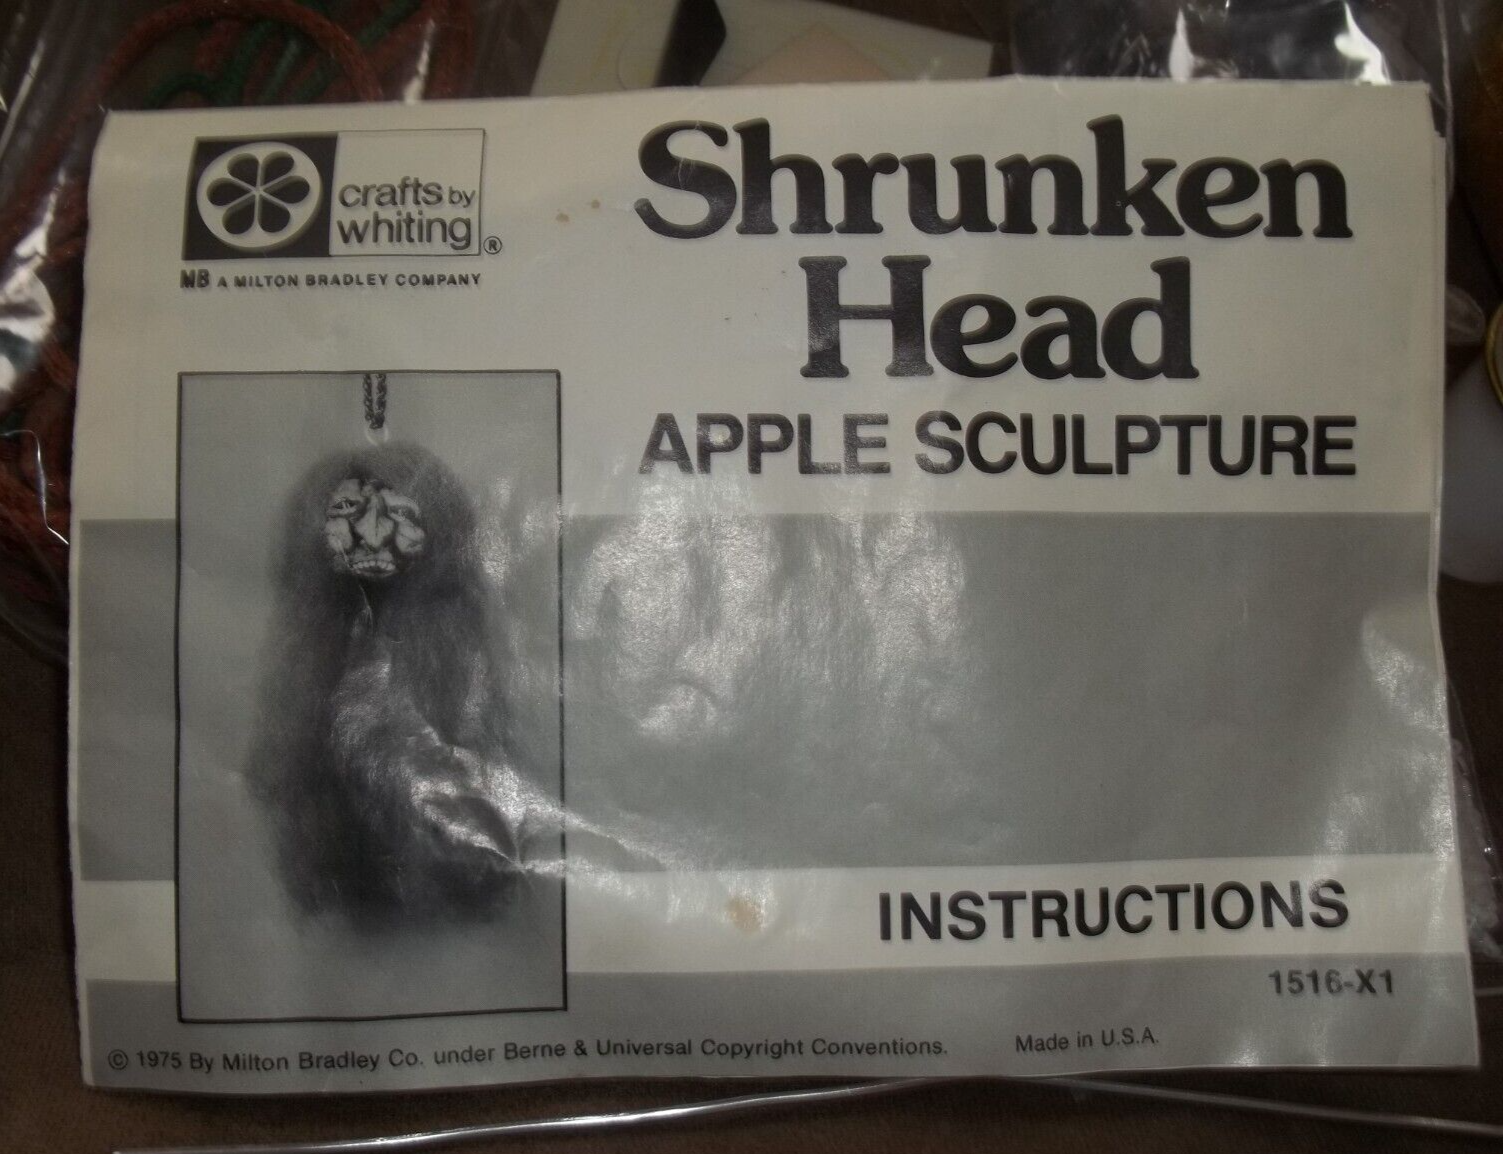 crafts by
whiting®
MB A MILTON BRADLEY COMPANY
Shrunken
Head
APPLE SCULPTURE
INSTRUCTIONS
1516-X1
© 1975 By Milton Bradley Co. under Berne & Universal Copyright Conventions.
Made in U.S.A.